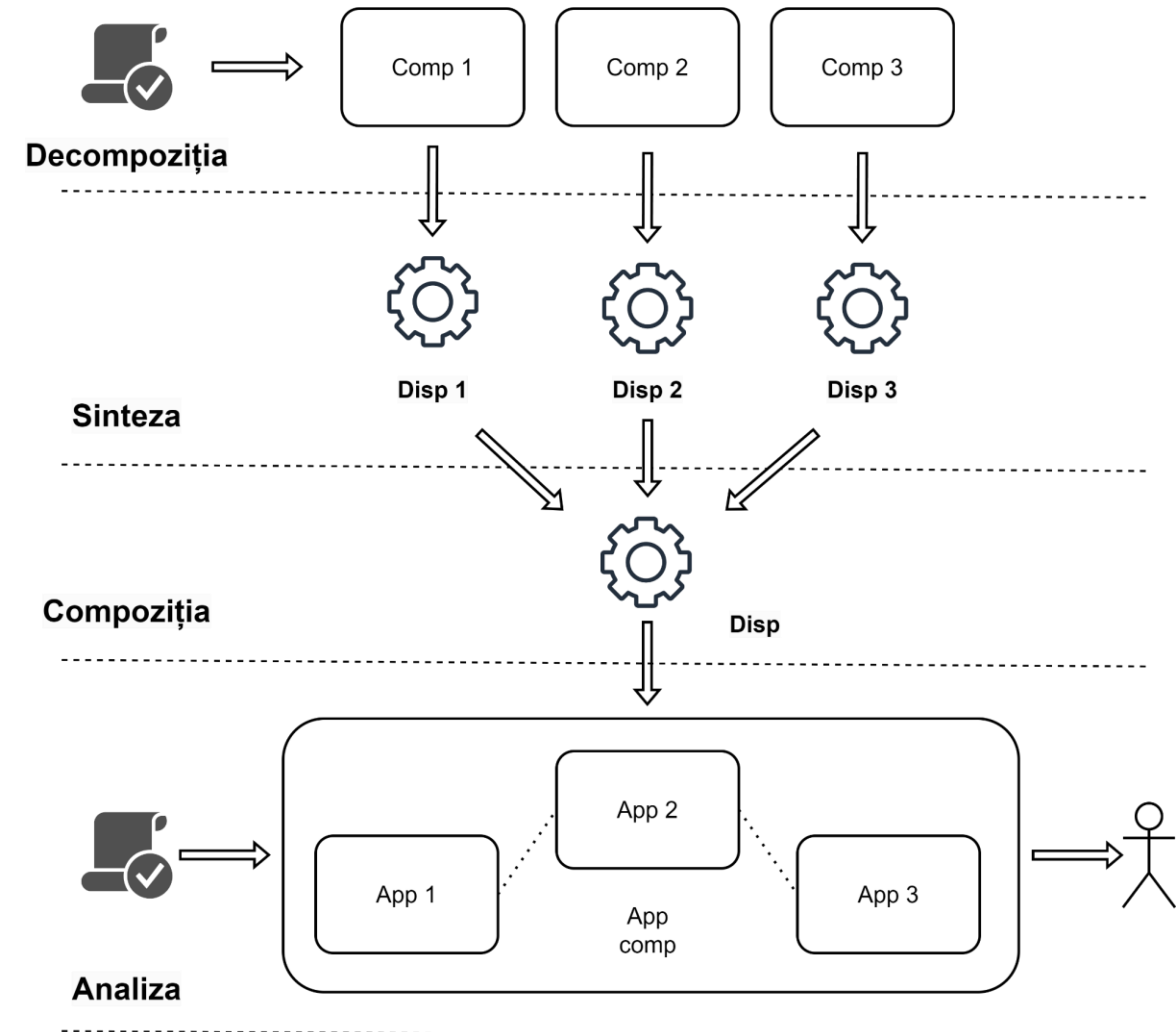 Comp 1
Comp 2
Comp 3
Decompoziția
Disp 1
Disp 2
Disp 3
Sinteza
Compoziția
Disp
App 2
App 1
App 3
App
comp
Analiza